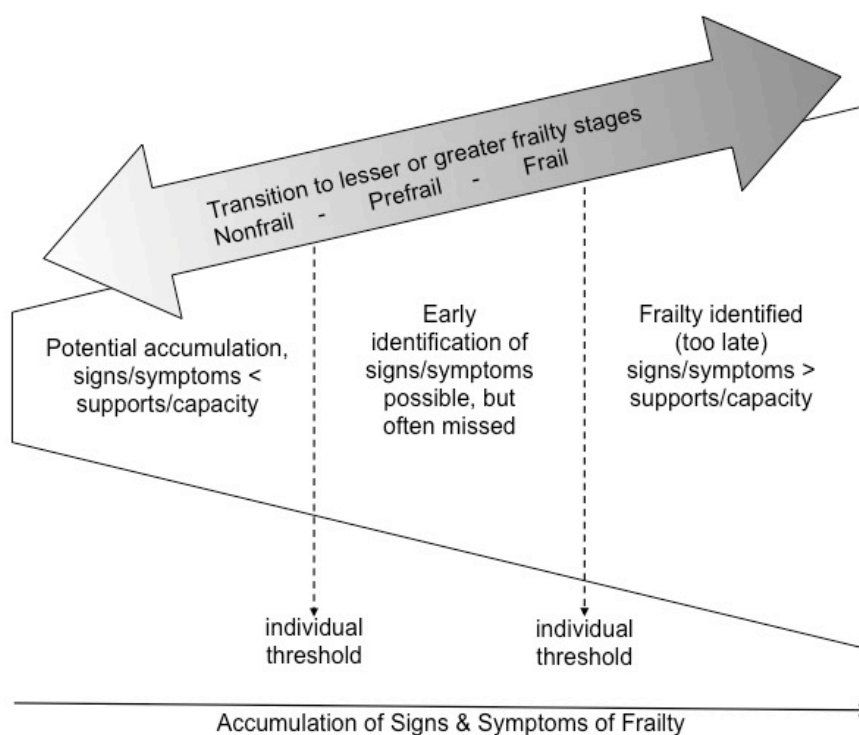 Transition to lesser or greater frailty stages
Nonfrail - Prefrail - Frail
Potential accumulation,
signs/symptoms <
supports/capacity
Early
identification of
signs/symptoms
possible, but
often missed
Frailty identified
(too late)
signs/symptoms >
supports/capacity
individual
threshold
individual
threshold
Accumulation of Signs & Symptoms of Frailty